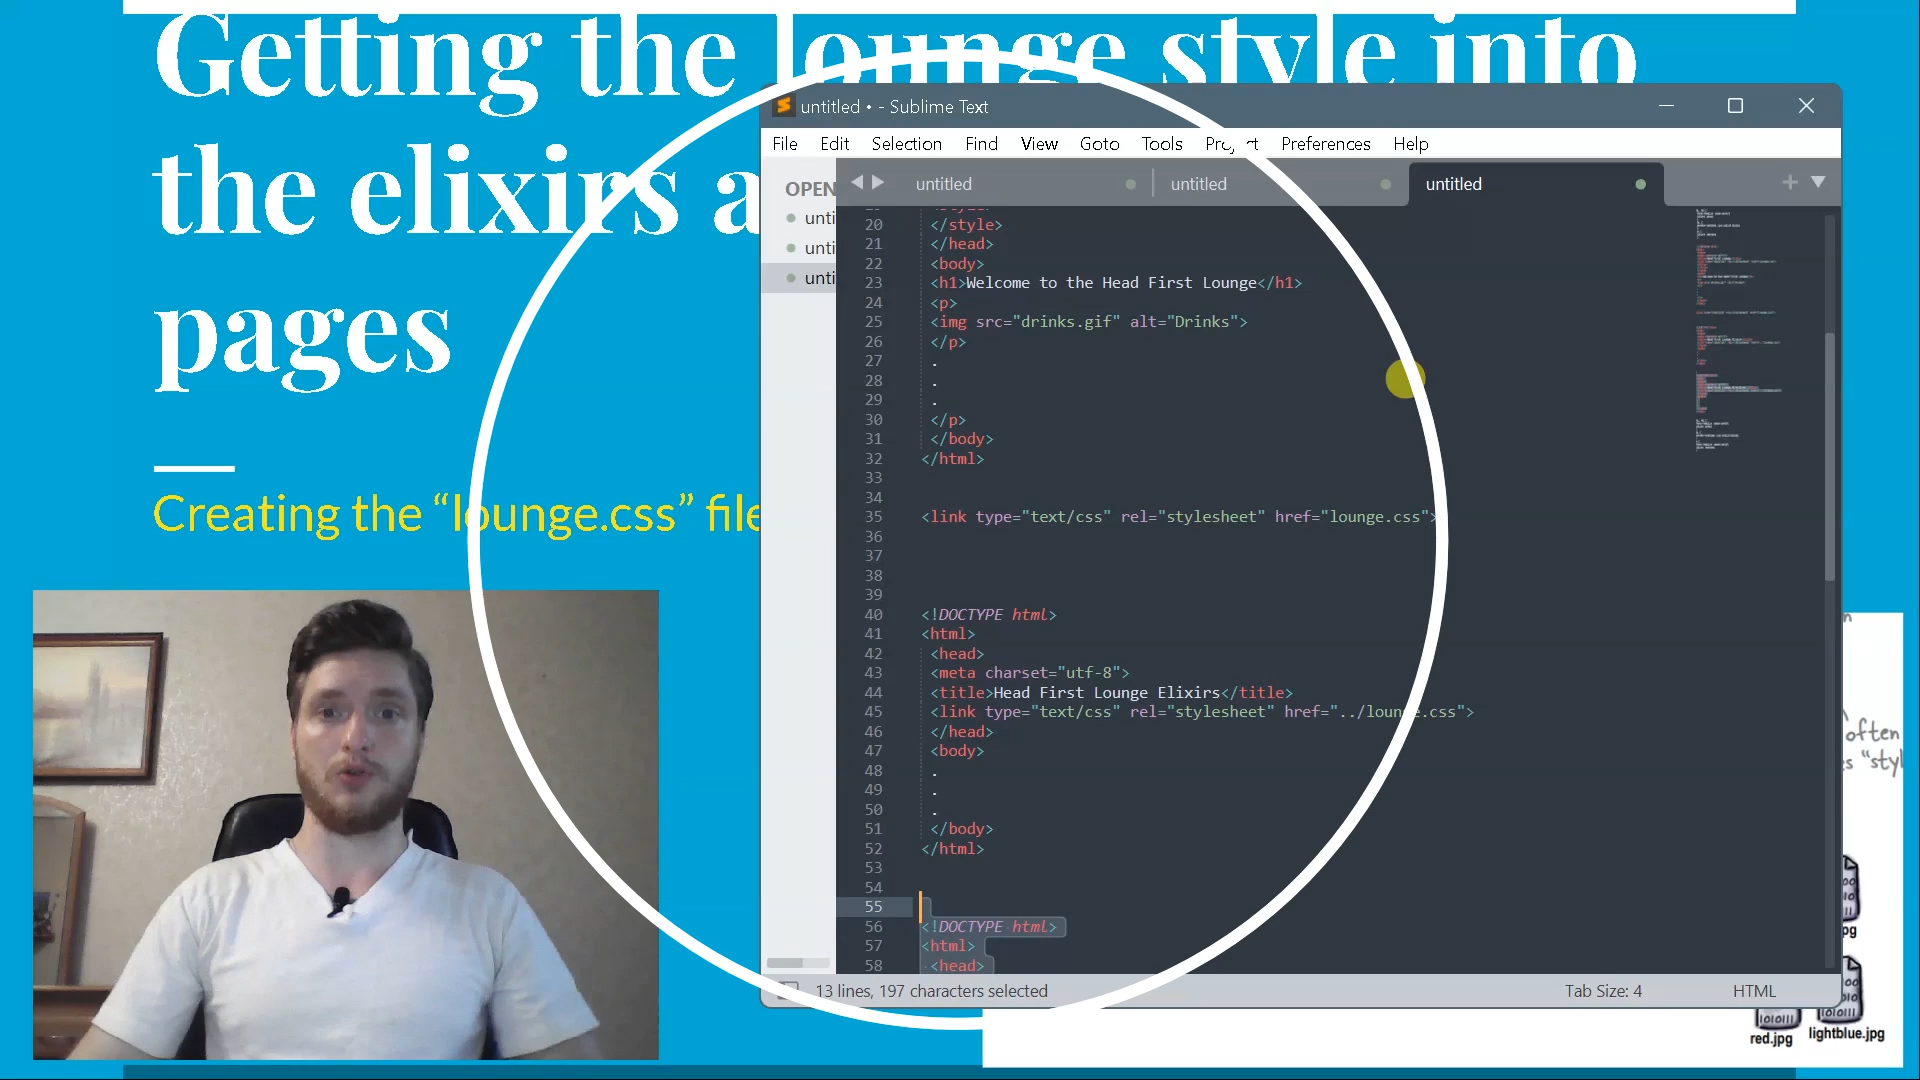 Getting the lounge style into
the elixirs a
pages
Creating the “lounge.css” file
untitled • - Sublime Text
File Edit Selection Find View Goto Tools Preferences Help
OPEN
unti
unti
unti
untitled untitled untitled
20 </style>
21 </head>
22 <body>
23 <h1>Welcome to the Head First Lounge</h1>
24 <p>
25 <img src="drinks.gif" alt="Drinks">
26 </p>
27 .
28 .
29 .
30 </p>
31 </body>
32 </html>
33
34
35 <link type="text/css" rel="stylesheet" href="lounge.css">
36
37
38
39
40 <!DOCTYPE html>
41 <html>
42 <head>
43 <meta charset="utf-8">
44 <title>Head First Lounge Elixirs</title>
45 <link type="text/css" rel="stylesheet" href="../lounge.css">
46 </head>
47 <body>
48 .
49 .
50 .
51 </body>
52 </html>
53
54
55
56 <!DOCTYPE html>
57 <html>
58 <head>
13 lines, 197 characters selected Tab Size: 4 HTML
often
"styl
pg
red.jpg lightblue.jpg